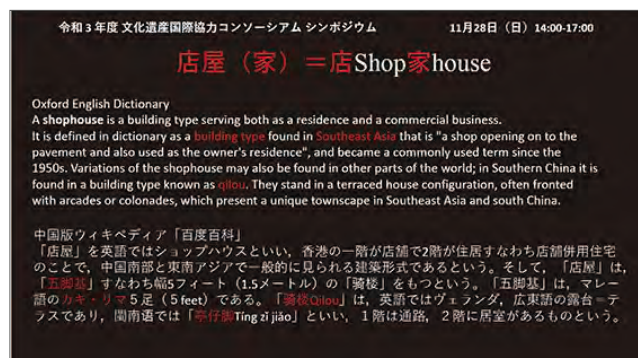 令和3年度 文化遺産国際協力コンソーシアム シンポジウム 11月28日（日）14:00-17:00
店屋（家）＝店Shop家house
Oxford English Dictionary
A shophouse is a building type serving both as a residence and a commercial business.
It is defined in dictionary as a building type found in Southeast Asia that is "a shop opening on to the
pavement and also used as the owner's residence", and became a commonly used term since the
1950s. Variations of the shophouse may also be found in other parts of the world; in Southern China it is
found in a building type known as qilou. They stand in a terraced house configuration, often fronted
with arcades or colonades, which present a unique townscape in Southeast Asia and south China.
中国版ウィキペディア「百度百科」
「店屋」を英語ではショップハウスといい，香港の一階が店舗で2階が住居すなわち店舗併用住宅
のことで，中国南部と東南アジアで一般的に見られる建築形式であるという。そして，「店屋」は，
「五脚基」すなわち幅5フィート（1.5メートル）の「骑楼」をもつという。「五脚基」は，マレー
語のカキ・リマ５足（５feet）である。「骑楼Qilou」は，英語ではヴェランダ，広東語の露台＝テ
ラスであり，閩南语では「亭仔脚Tíng zǐ jiǎo」といい，１階は通路，２階に居室があるものという。